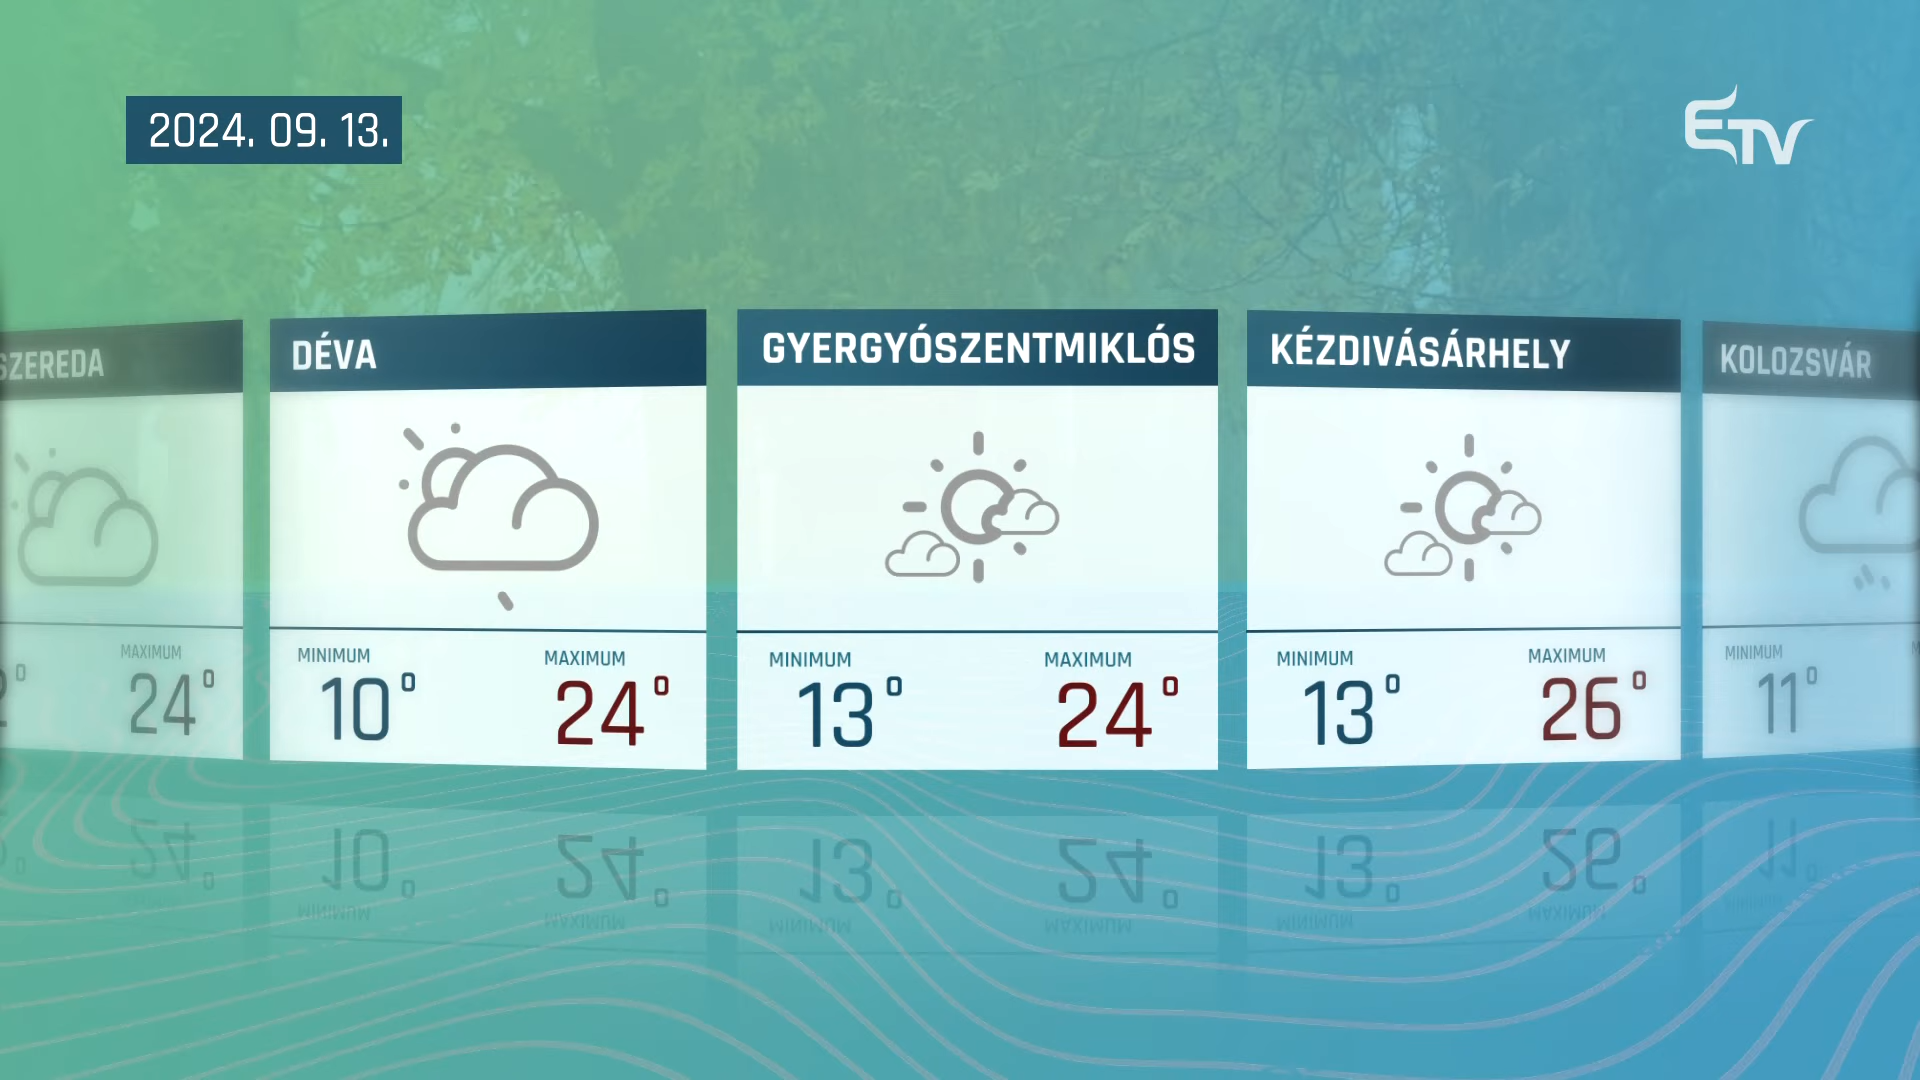 2024. 09. 13.
ETV
SZEREDA
DÉVA
GYERGYÓSZENTMIKLÓS
KÉZDIVÁSÁRHELY
KOLOZSVÁR
MAXIMUM
24°
MINIMUM MAXIMUM
10° 24°
MINIMUM MAXIMUM
13° 24°
MINIMUM MAXIMUM
13° 26°
MINIMUM
11°